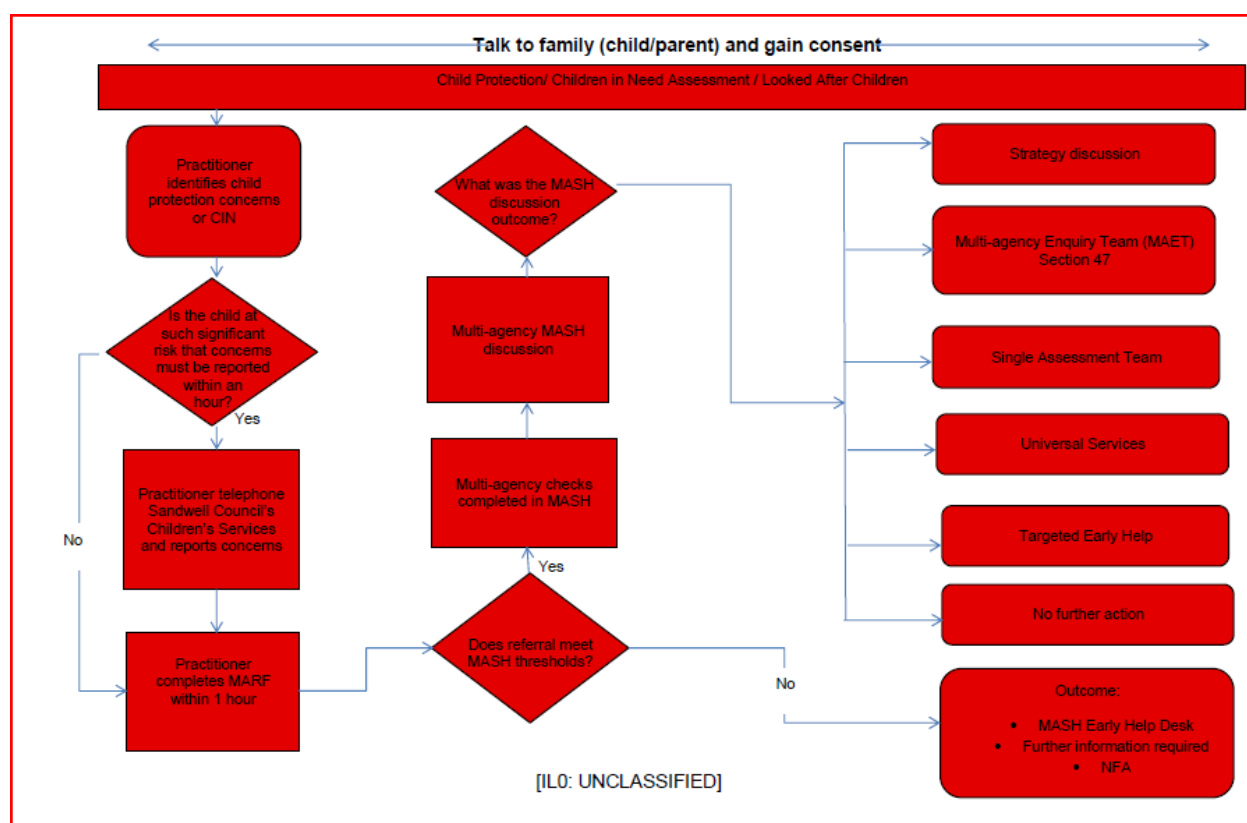 Talk to family (child/parent) and gain consent
Child Protection/ Children in Need Assessment / Looked After Children
Practitioner
identifies child
protection concerns
or CIN
Is the child at
such significant
risk that concerns
must be reported
within an
hour?
Yes
No
Practitioner telephone
Sandwell Council's
Children's Services
and reports concerns
Practitioner
completes MARF
within 1 hour
What was the MASH
discussion
outcome?
Multi-agency MASH
discussion
Multi-agency checks
completed in MASH
Yes
Does referral meet
MASH thresholds?
No
Strategy discussion
Multi-agency Enquiry Team (MAET)
Section 47
Single Assessment Team
Universal Services
Targeted Early Help
No further action
Outcome:
• MASH Early Help Desk
• Further information required
• NFA
[IL0: UNCLASSIFIED]